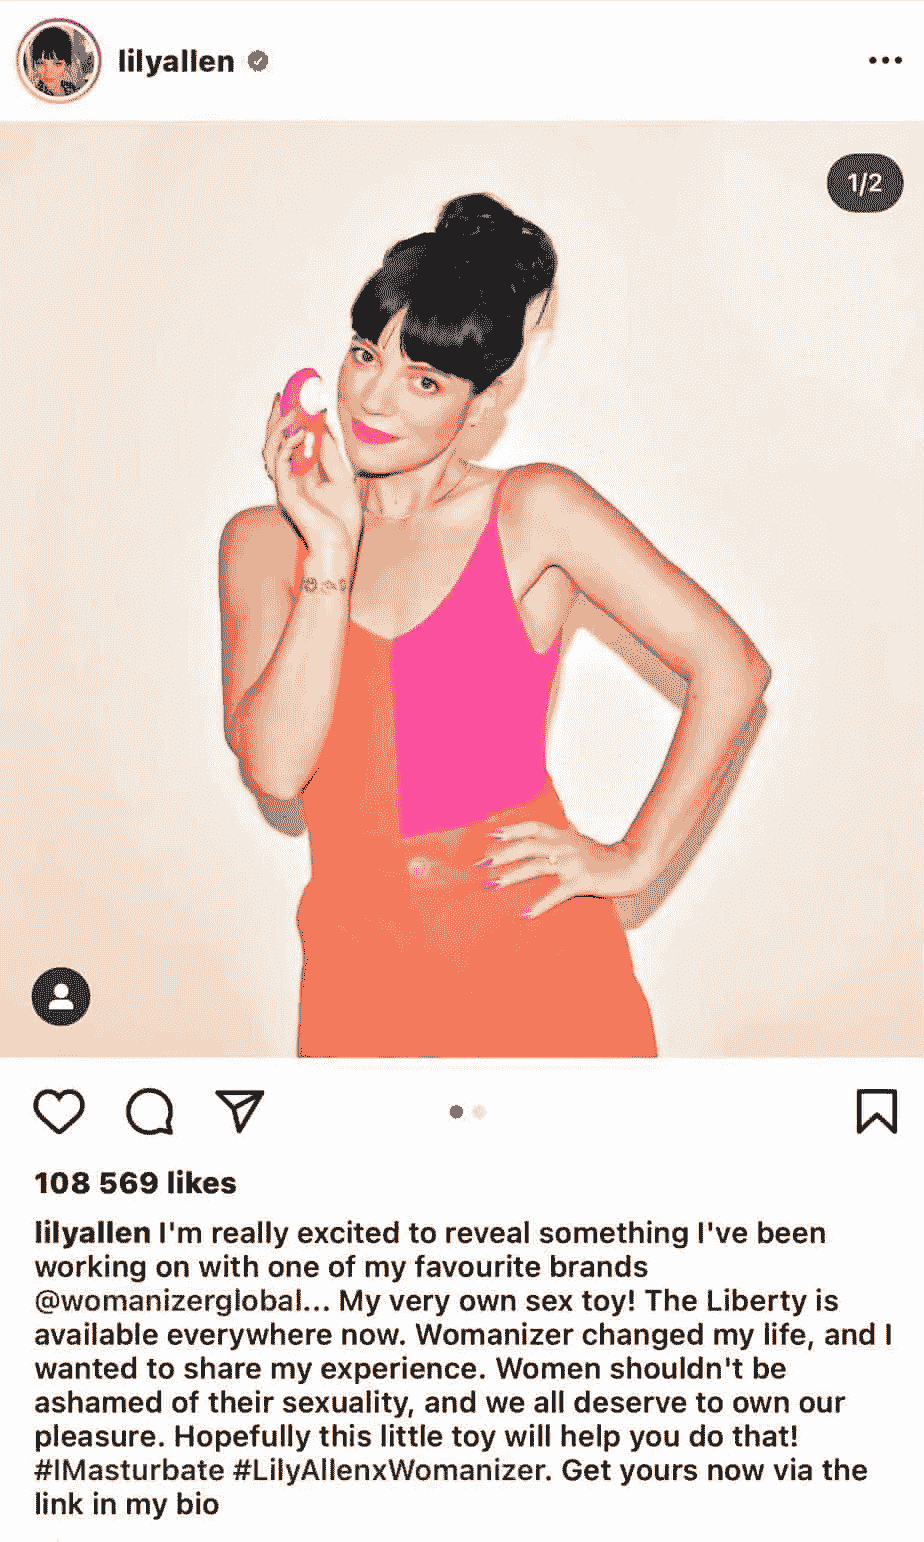 lilyallen
1/2
108 569 likes
lilyallen I'm really excited to reveal something I've been
working on with one of my favourite brands
@womanizerglobal... My very own sex toy! The Liberty is
available everywhere now. Womanizer changed my life, and I
wanted to share my experience. Women shouldn't be
ashamed of their sexuality, and we all deserve to own our
pleasure. Hopefully this little toy will help you do that!
#IMasturbate #LilyAllenxWomanizer. Get yours now via the
link in my bio